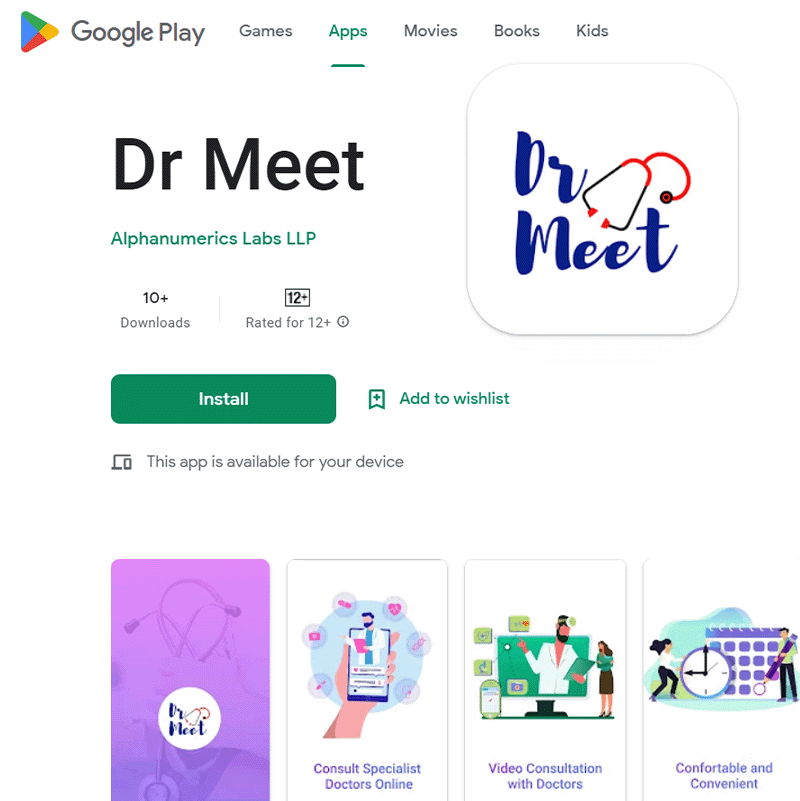 Google Play Games Apps Movies Books Kids
Dr Meet
Dr
Meet
Alphanumerics Labs LLP
10+
Downloads
12+
Rated for 12+
Install
Add to wishlist
This app is available for your device
Dr
Meet
Consult Specialist
Doctors Online
Video Consultation
with Doctors
Confortable and
Convenient